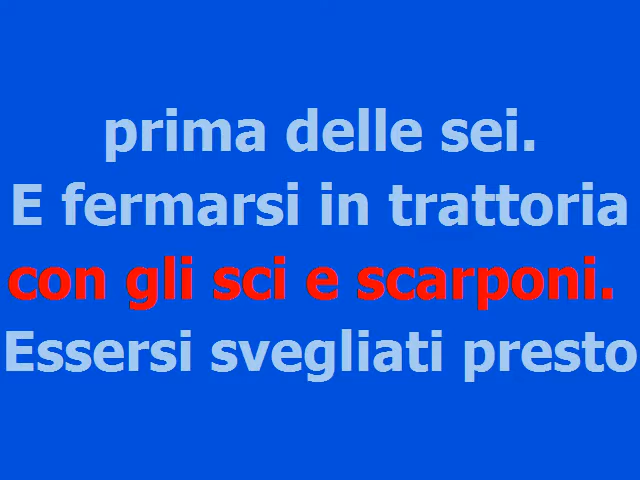 prima delle sei.
E fermarsi in trattoria
con gli sci e scarponi.
Essersi svegliati presto